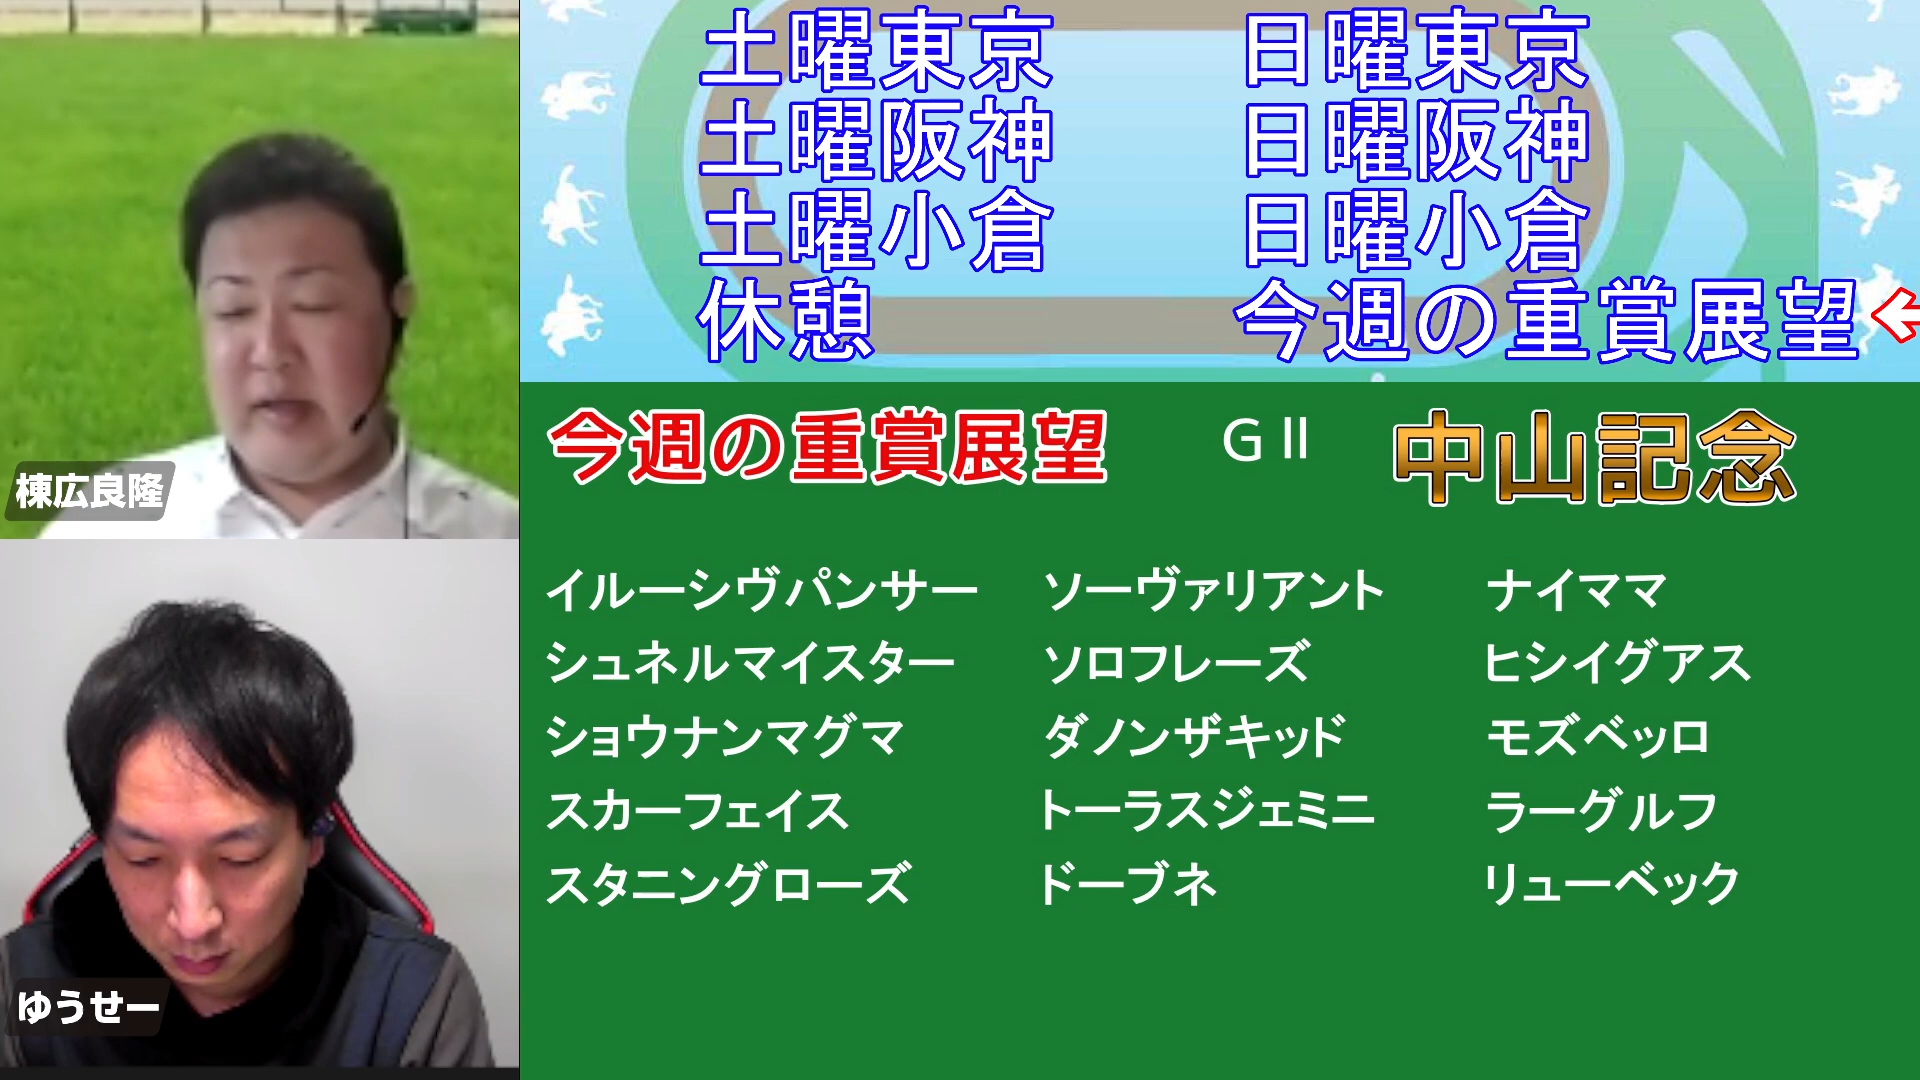 土曜東京 日曜東京
土曜阪神 日曜阪神
土曜小倉 日曜小倉
休憩 今週の重賞展望←
今週の重賞展望 GⅡ 中山記念
イルーシヴパンサー ソーヴァリアント ナイママ
シュネルマイスター ソロフレーズ ヒシイグアス
ショウナンマグマ ダノンザキッド モズベッロ
スカーフェイス トーラスジェミニ ラーグルフ
スタニングローズ ドーブネ リューベック
棟広良隆
ゆうせー